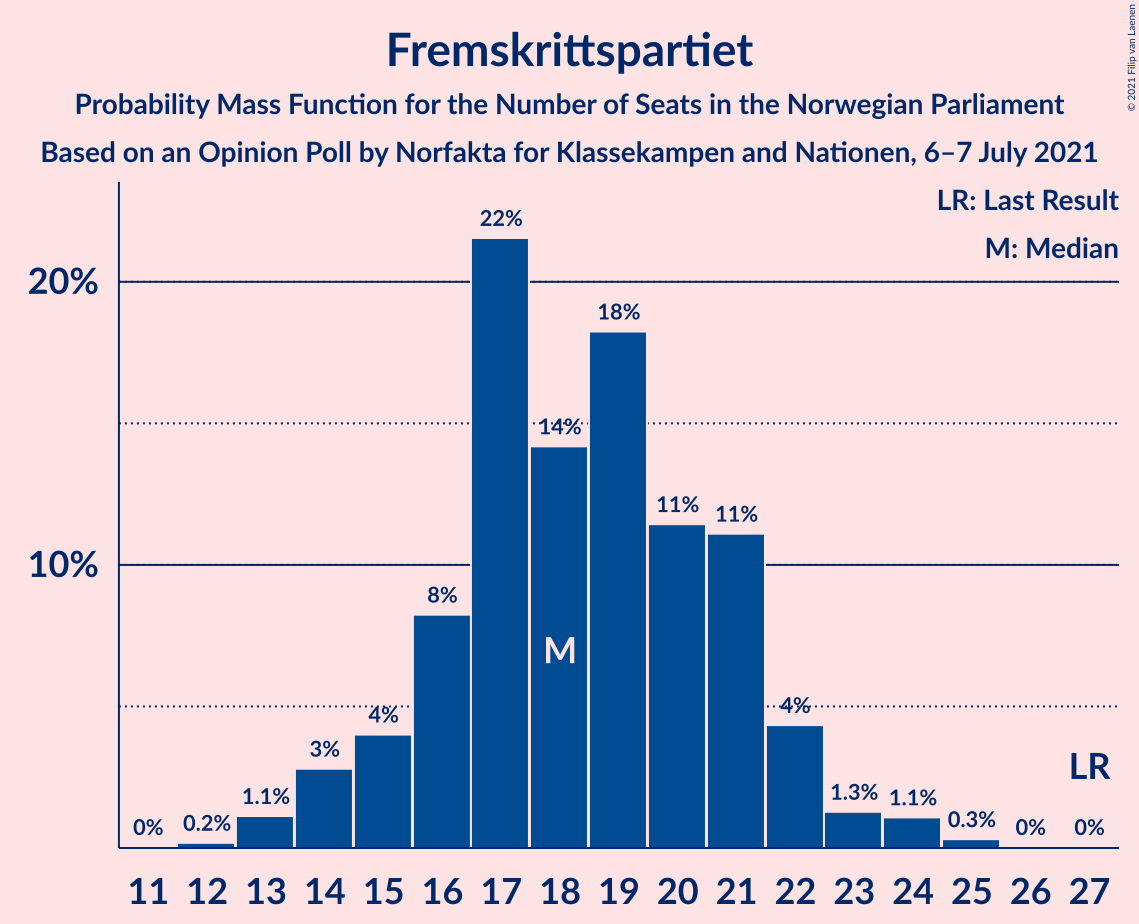 Fremskrittspartiet
Probability Mass Function for the Number of Seats in the Norwegian Parliament
Based on an Opinion Poll by Norfakta for Klassekampen and Nationen, 6–7 July 2021
© 2021 Filip van Laenen
LR: Last Result
M: Median
20%
10%
0% 0.2% 1.1% 3% 4% 8% 22% 14% 18% 11% 11% 4% 1.3% 1.1% 0.3% 0% 0%
M
LR
11 12 13 14 15 16 17 18 19 20 21 22 23 24 25 26 27